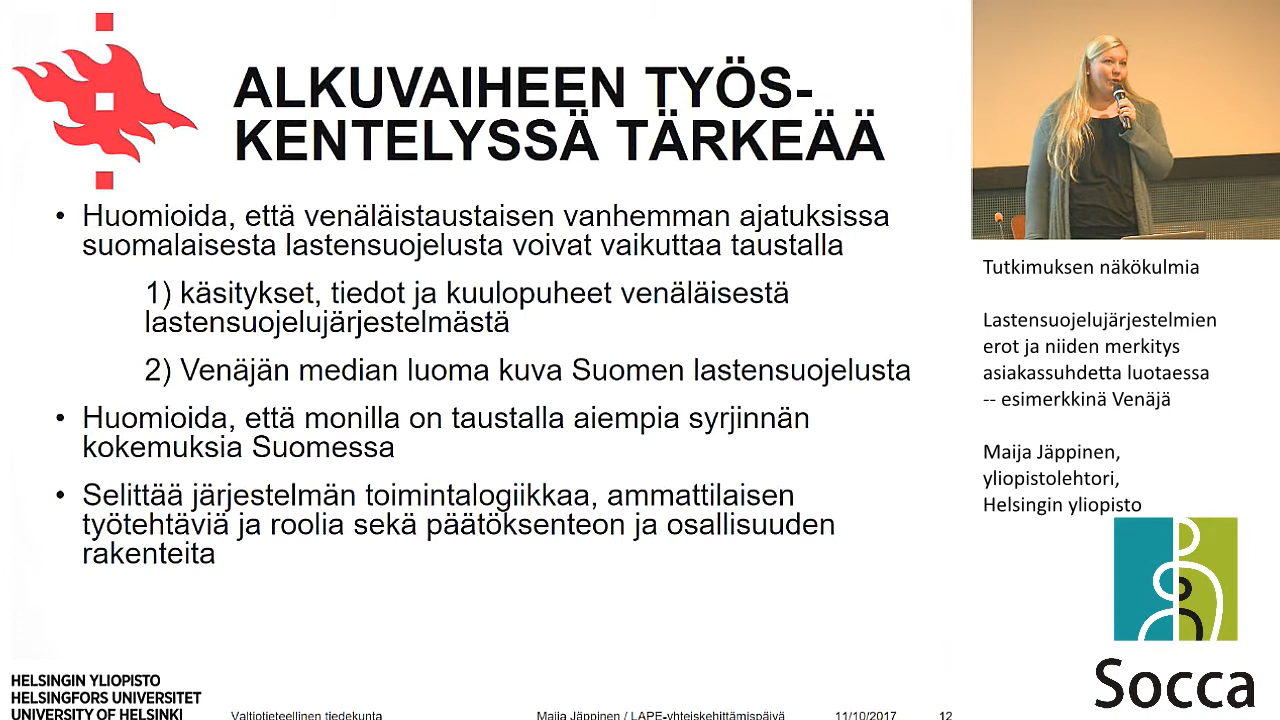 ALKUVAIHEEN TYÖS-
KENTELYSSÄ TÄRKEÄÄ
• Huomioida, että venäläistaustaisen vanhemman ajatuksissa
suomalaisesta lastensuojelusta voivat vaikuttaa taustalla
1) käsitykset, tiedot ja kuulopuheet venäläisestä
lastensuojelujärjestelmästä
2) Venäjän median luoma kuva Suomen lastensuojelusta
• Huomioida, että monilla on taustalla aiempia syrjinnän
kokemuksia Suomessa
• Selittää järjestelmän toimintalogiikkaa, ammattilaisen
työtehtäviä ja roolia sekä päätöksenteon ja osallisuuden
rakenteita
HELSINGIN YLIOPISTO
HELSINGFORS UNIVERSITET
UNIVERSITY OF HELSINKI
Valtiotieteellinen tiedekunta
Maija Jäppinen / LAPE-yhteiskehittämispäivä
11/10/2017
12
Tutkimuksen näkökulmia
Lastensuojelujärjestelmien
erot ja niiden merkitys
asiakassuhdetta luotaessa
-- esimerkkinä Venäjä
Maija Jäppinen,
yliopistolehtori,
Helsingin yliopisto
Socca